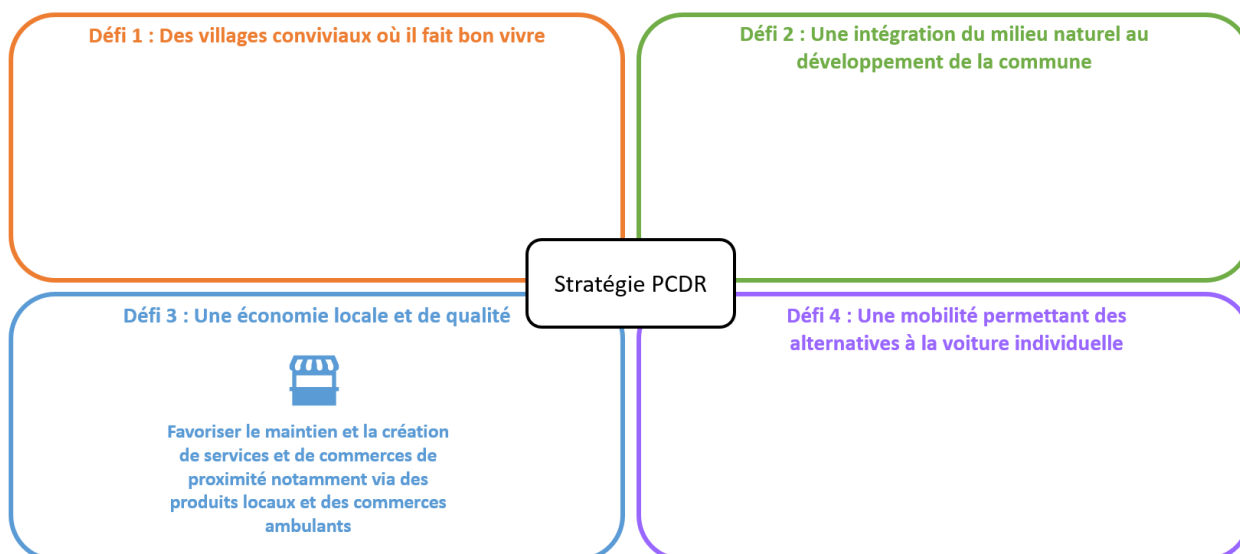 Défi 1 : Des villages conviviaux où il fait bon vivre
Défi 2 : Une intégration du milieu naturel au
développement de la commune
Stratégie PCDR
Défi 3 : Une économie locale et de qualité
Favoriser le maintien et la création
de services et de commerces de
proximité notamment via des
produits locaux et des commerces
ambulants
Défi 4 : Une mobilité permettant des
alternatives à la voiture individuelle